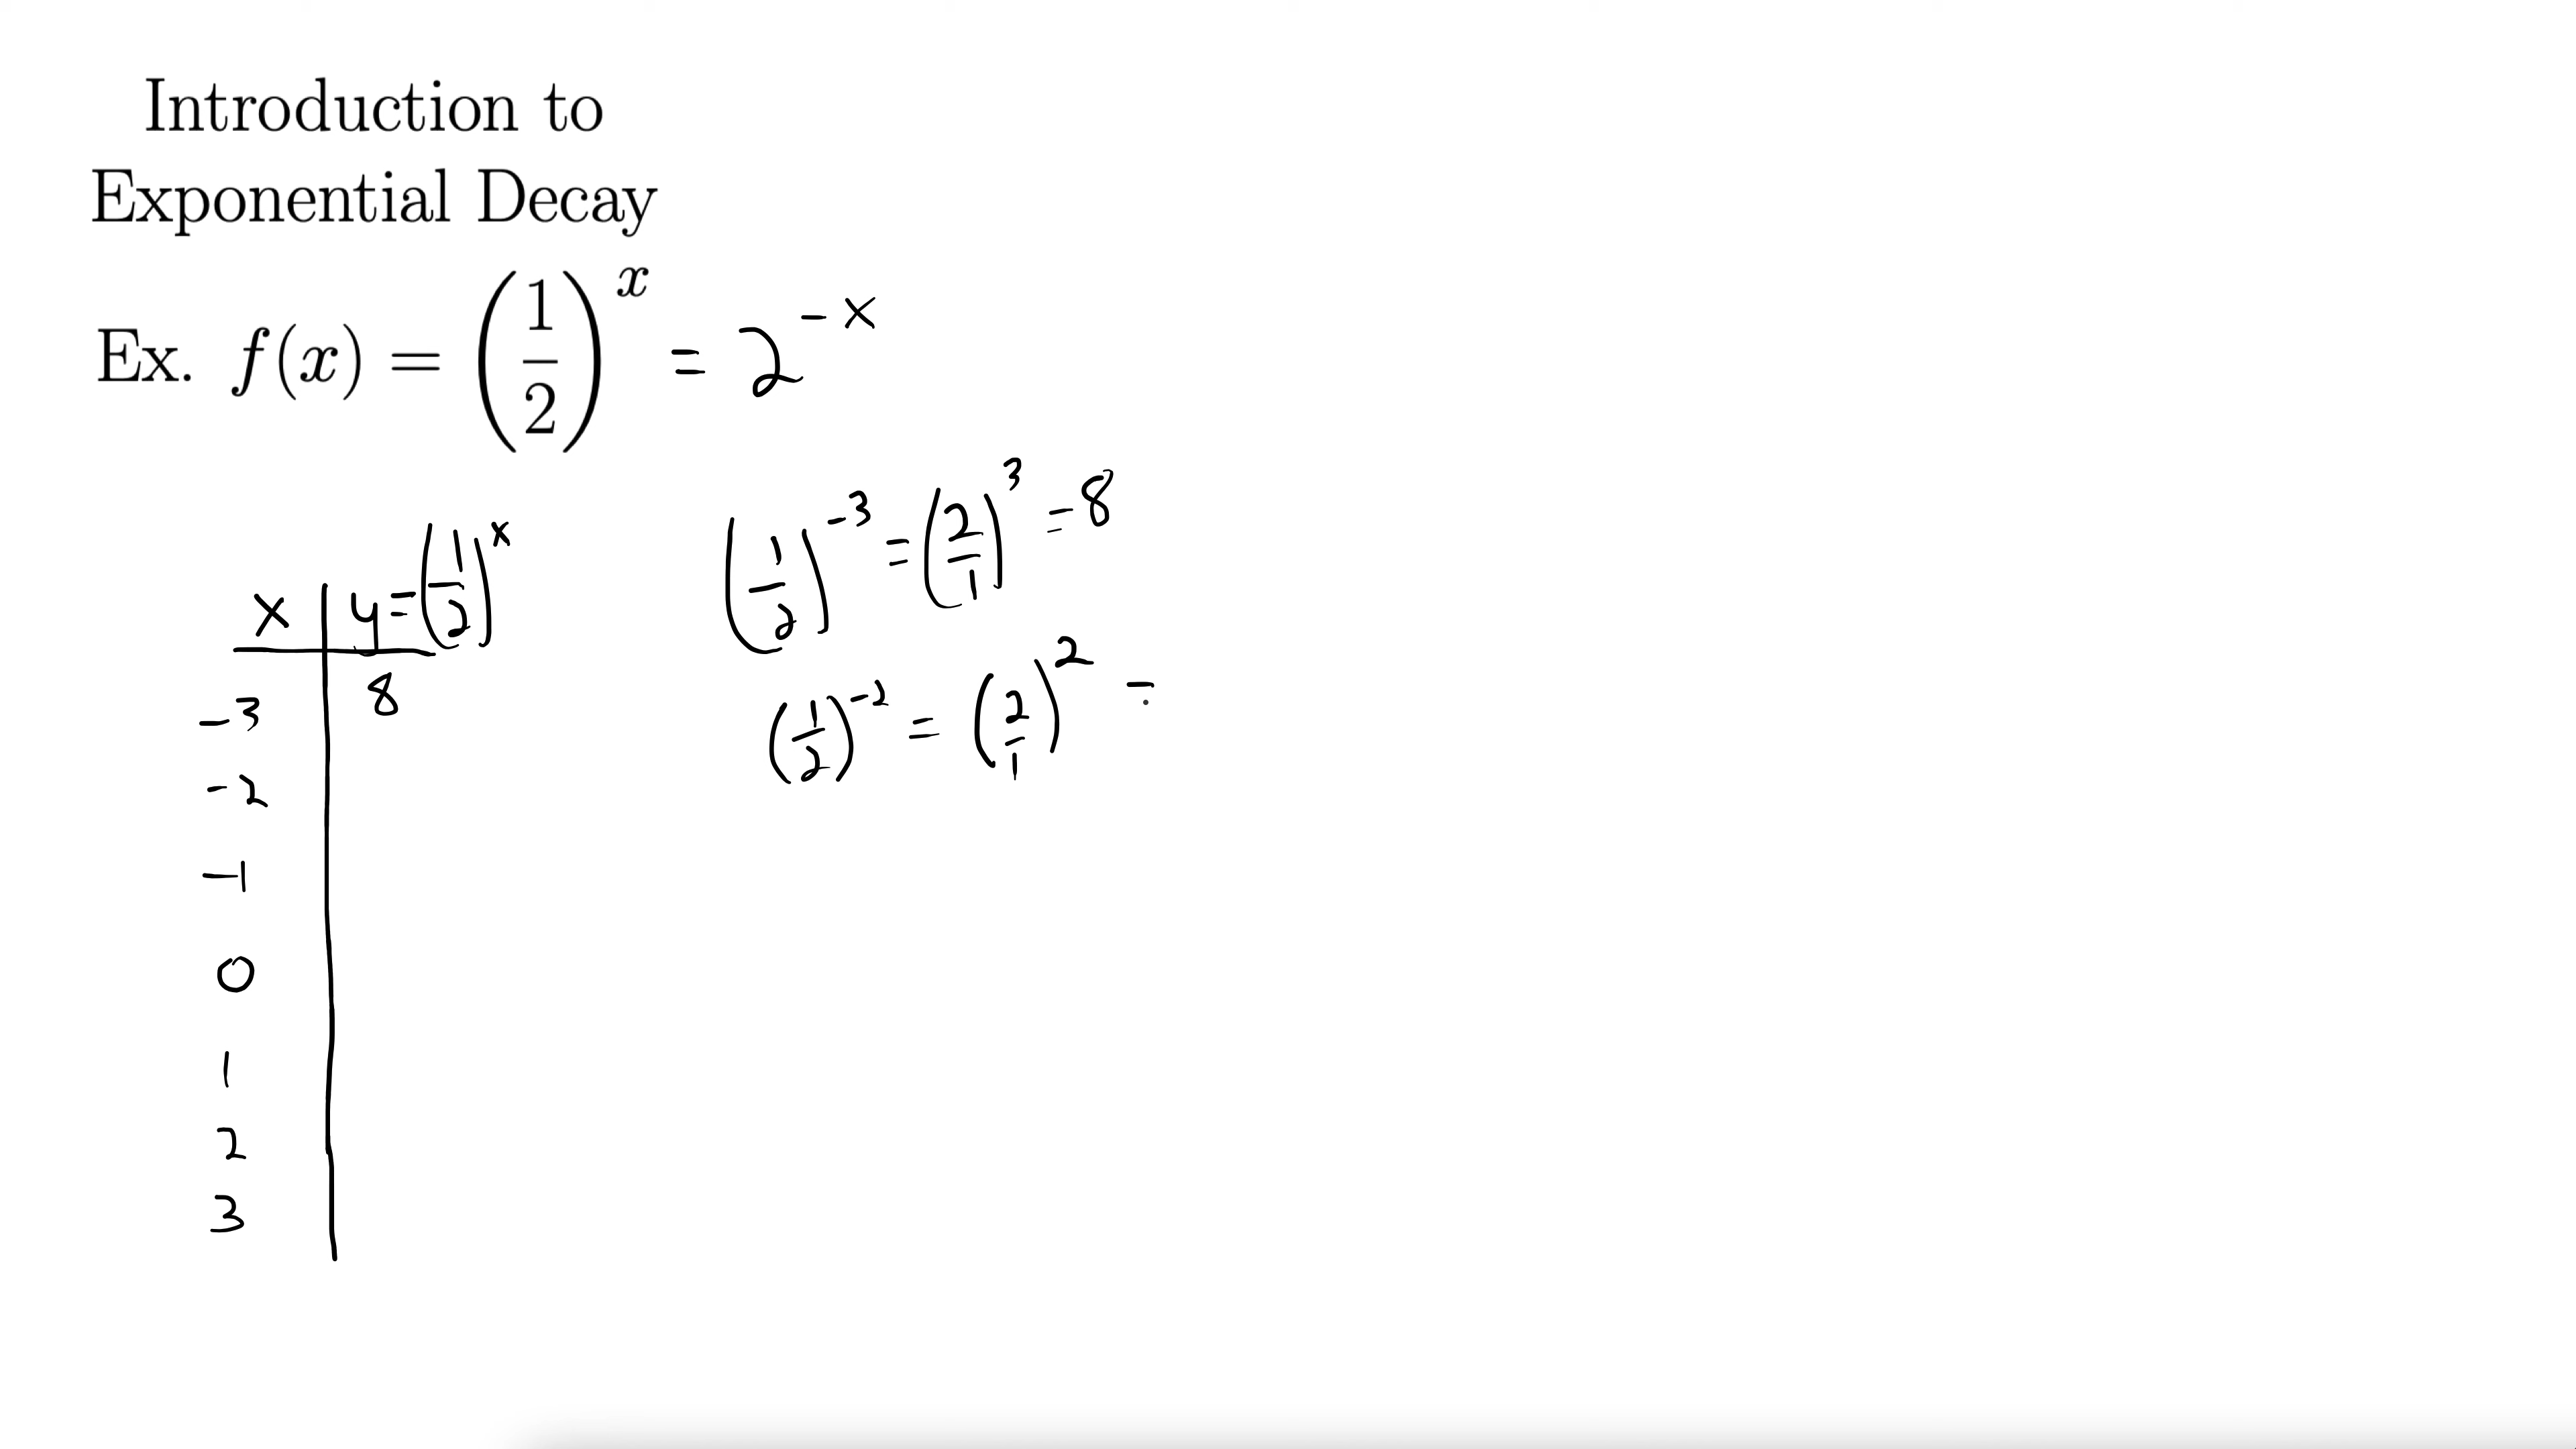 Introduction to
Exponential Decay
Ex. f(x) = (1/2)^x = 2^-x
(1/2)^-3 = (2/1)^3 = 8
x | y = (1/2)^x
-3 | 8
(1/2)^-2 = (2/1)^2 =
-2
-1
0
1
2
3